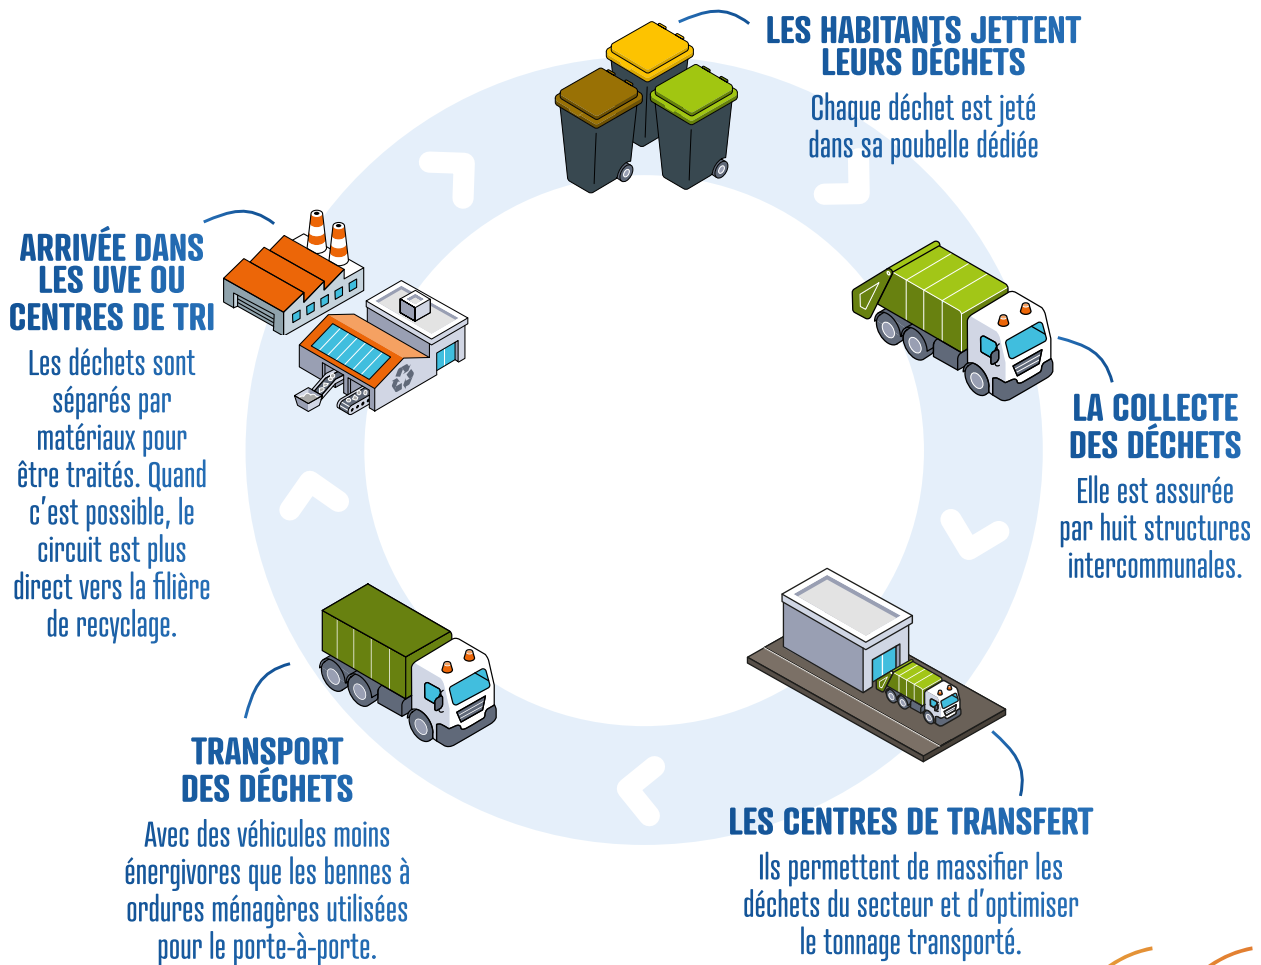 LES HABITANTS JETTENT
LEURS DÉCHETS
Chaque déchet est jeté
dans sa poubelle dédiée
LA COLLECTE
DES DÉCHETS
Elle est assurée
par huit structures
intercommunales.
LES CENTRES DE TRANSFERT
Ils permettent de massifier les
déchets du secteur et d’optimiser
le tonnage transporté.
TRANSPORT
DES DÉCHETS
Avec des véhicules moins
énergivores que les bennes à
ordures ménagères utilisées
pour le porte-à-porte.
ARRIVÉE DANS
LES UVE OU
CENTRES DE TRI
Les déchets sont
séparés par
matériaux pour
être traités. Quand
c’est possible, le
circuit est plus
direct vers la filière
de recyclage.